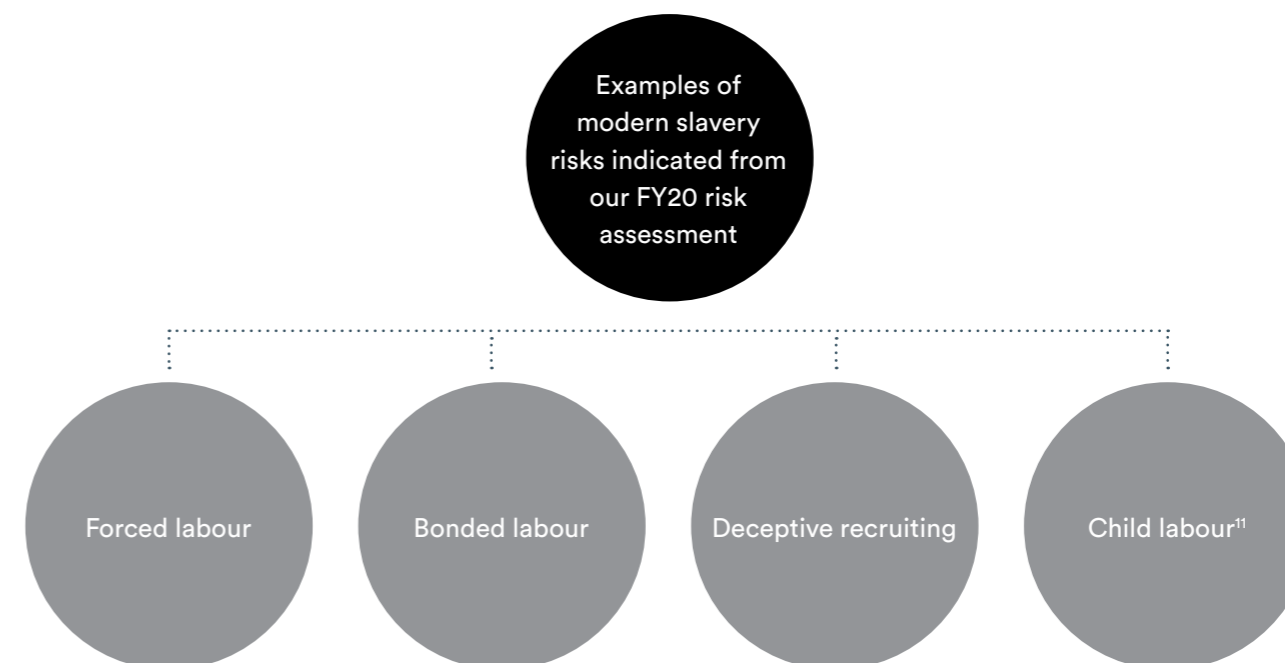 Examples of
modern slavery
risks indicated from
our FY20 risk
assessment
Forced labour
Bonded labour
Deceptive recruiting
Child labour¹¹